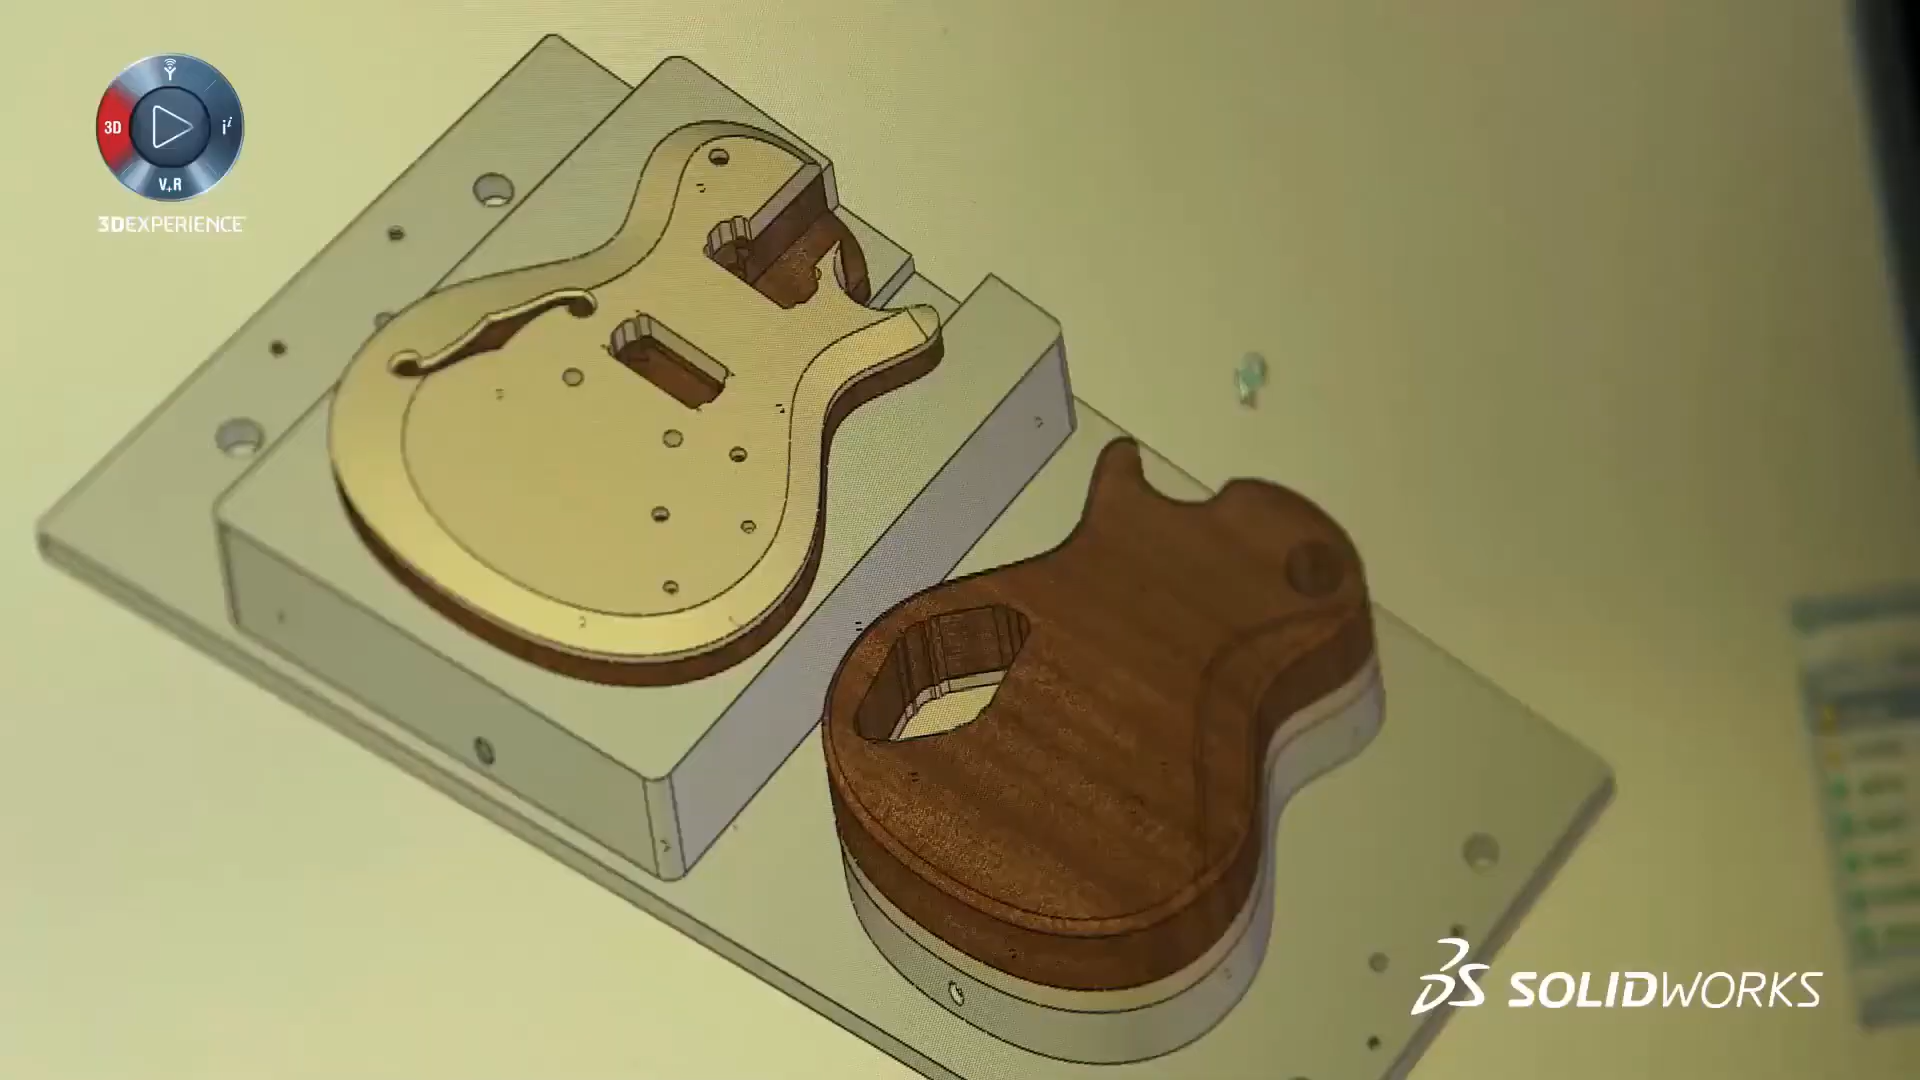 3D
i²
V+R
3DEXPERIENCE
SOLIDWORKS